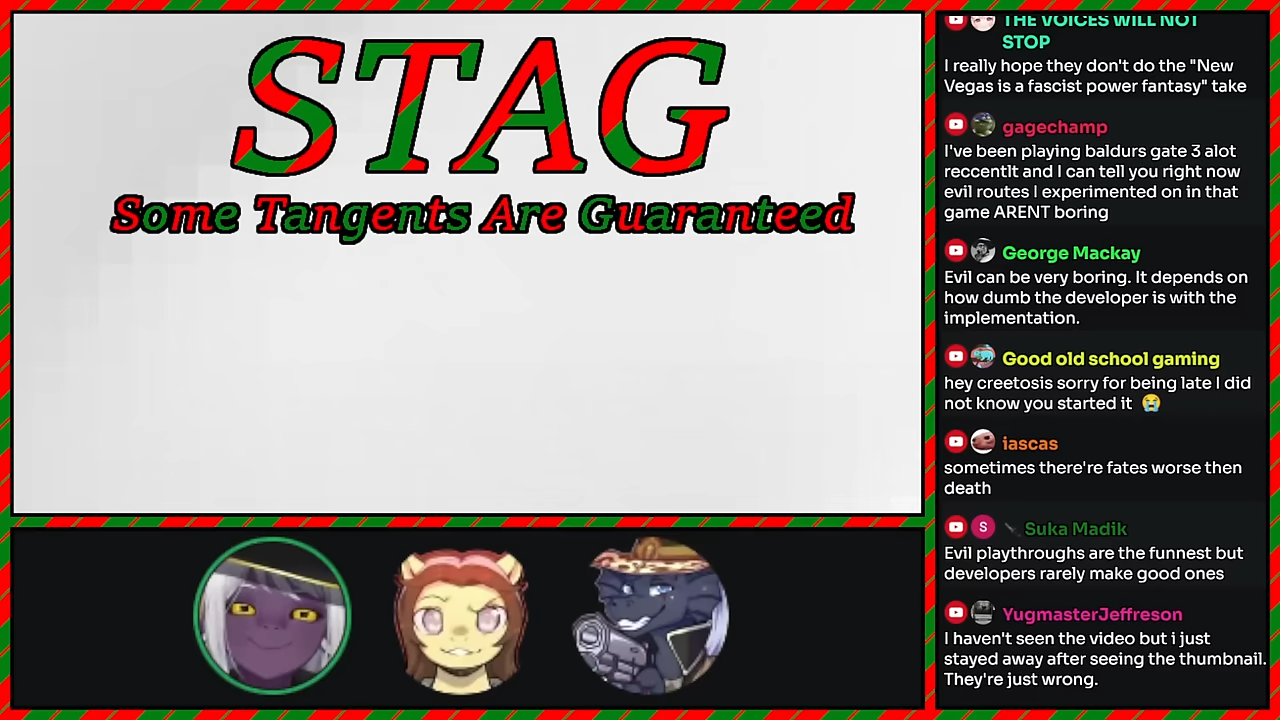 STAG
Some Tangents Are Guaranteed
THE VOICES WILL NOT
STOP
I really hope they don't do the "New
Vegas is a fascist power fantasy" take
gagechamp
I've been playing baldurs gate 3 alot
reccentlt and I can tell you right now
evil routes I experimented on in that
game ARENT boring
George Mackay
Evil can be very boring. It depends on
how dumb the developer is with the
implementation.
Good old school gaming
hey creetosis sorry for being late I did
not know you started it 😭
iascas
sometimes there're fates worse then
death
S
Suka Madik
Evil playthroughs are the funnest but
developers rarely make good ones
YugmasterJeffreson
I haven't seen the video but i just
stayed away after seeing the thumbnail.
They're just wrong.